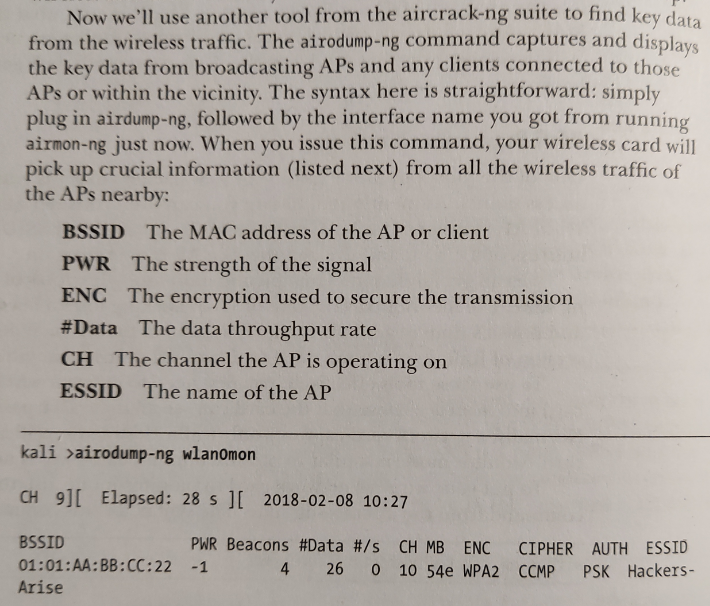 Now we'll use another tool from the aircrack-ng suite to find key data
from the wireless traffic. The airodump-ng command captures and displays
the key data from broadcasting APs and any clients connected to those
APs or within the vicinity. The syntax here is straightforward: simply
plug in airdump-ng, followed by the interface name you got from running
airmon-ng just now. When you issue this command, your wireless card will
pick up crucial information (listed next) from all the wireless traffic of
the APs nearby:
BSSID The MAC address of the AP or client
PWR The strength of the signal
ENC The encryption used to secure the transmission
#Data The data throughput rate
CH The channel the AP is operating on
ESSID The name of the AP
kali >airodump-ng wlan0mon
CH 9][ Elapsed: 28 s ][ 2018-02-08 10:27
BSSID PWR Beacons #Data #/s CH MB ENC CIPHER AUTH ESSID
01:01:AA:BB:CC:22 -1 4 26 0 10 54e WPA2 CCMP PSK Hackers-
Arise